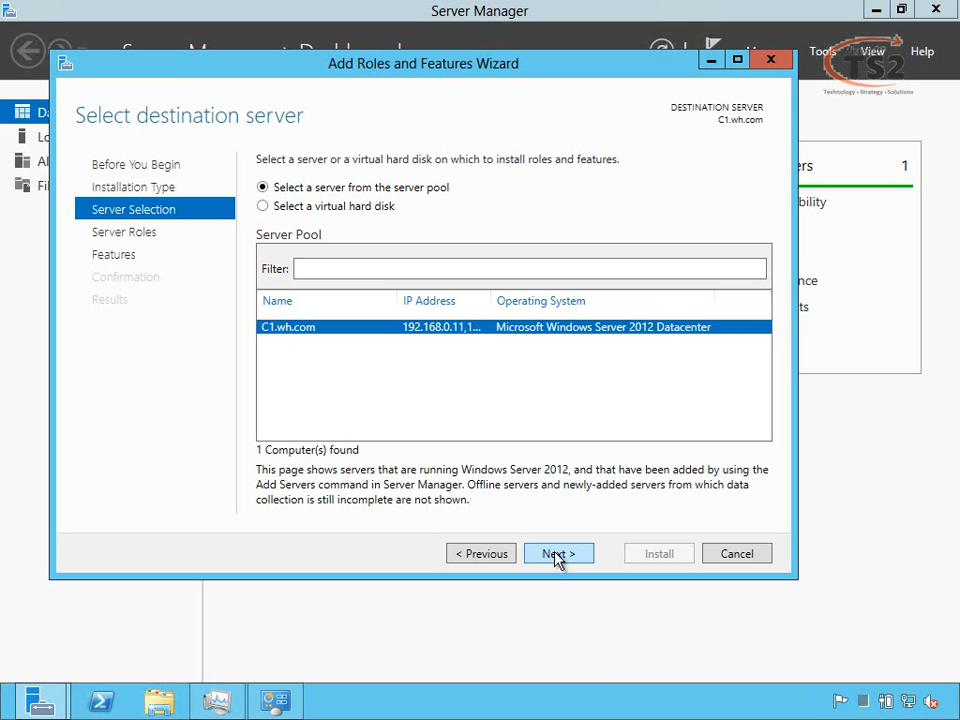 Server Manager
Tools
View
Help
TS2
Technology • Strategy • Solutions
Add Roles and Features Wizard
Select destination server
DESTINATION SERVER
C1.wh.com
Before You Begin
Installation Type
Server Selection
Server Roles
Features
Confirmation
Results
Select a server or a virtual hard disk on which to install roles and features.
Select a server from the server pool
Select a virtual hard disk
Server Pool
Filter:
Name IP Address Operating System
C1.wh.com 192.168.0.11,1... Microsoft Windows Server 2012 Datacenter
1 Computer(s) found
This page shows servers that are running Windows Server 2012, and that have been added by using the
Add Servers command in Server Manager. Offline servers and newly-added servers from which data
collection is still incomplete are not shown.
< Previous
Next >
Install
Cancel
1